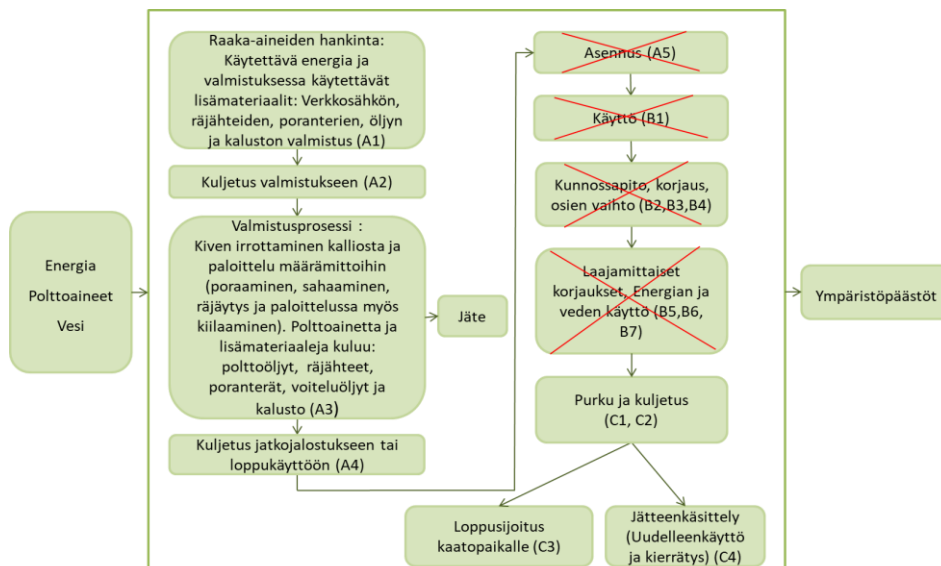 Energia
Polttoaineet
Vesi
Raaka-aineiden hankinta:
Käytettävä energia ja
valmistuksessa käytettävät
lisämateriaalit: Verkkosähkön,
räjähteiden, poranterien, öljyn
ja kaluston valmistus (A1)
Kuljetus valmistukseen (A2)
Valmistusprosessi :
Kiven irrottaminen kalliosta ja
paloittelu määrämittoihin
(poraaminen, sahaaminen,
räjäytys ja paloittelussa myös
kiilaaminen). Polttoainetta ja
lisämateriaaleja kuluu:
polttoöljyt, räjähteet,
poranterät, voiteluöljyt ja
kalusto (A3)
Kuljetus jatkojalostukseen tai
loppukäyttöön (A4)
Jäte
Asennus (A5)
Käyttö (B1)
Kunnossapito, korjaus,
osien vaihto (B2,B3,B4)
Laajamittaiset
korjaukset, Energian ja
veden käyttö (B5,B6,
B7)
Purku ja kuljetus
(C1, C2)
Loppusijoitus
kaatopaikalle (C3)
Jätteenkäsittely
(Uudelleenkäyttö
ja kierrätys) (C4)
Ympäristöpäästöt